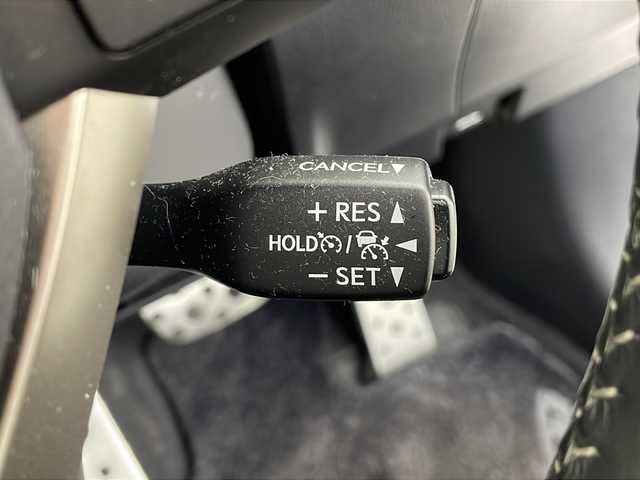 CANCEL▼
+ RES ▲
HOLD / ◀
− SET ▼